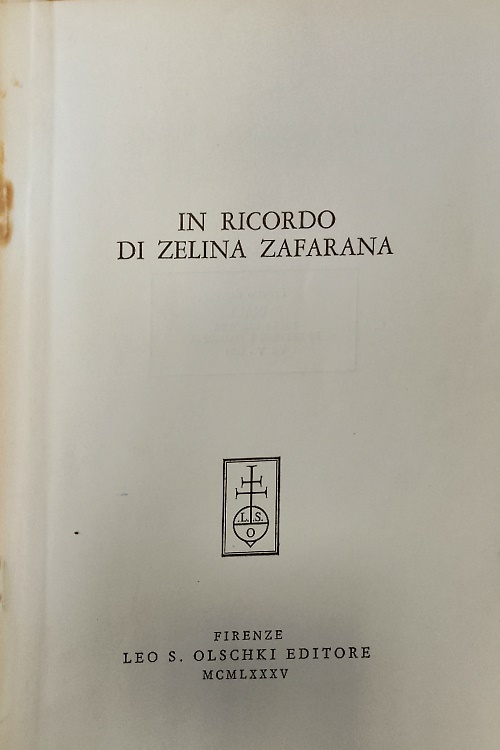 IN RICORDO
DI ZELINA ZAFARANA
.L. .S.
O
FIRENZE
LEO S. OLSCHKI EDITORE
MCMLXXXV